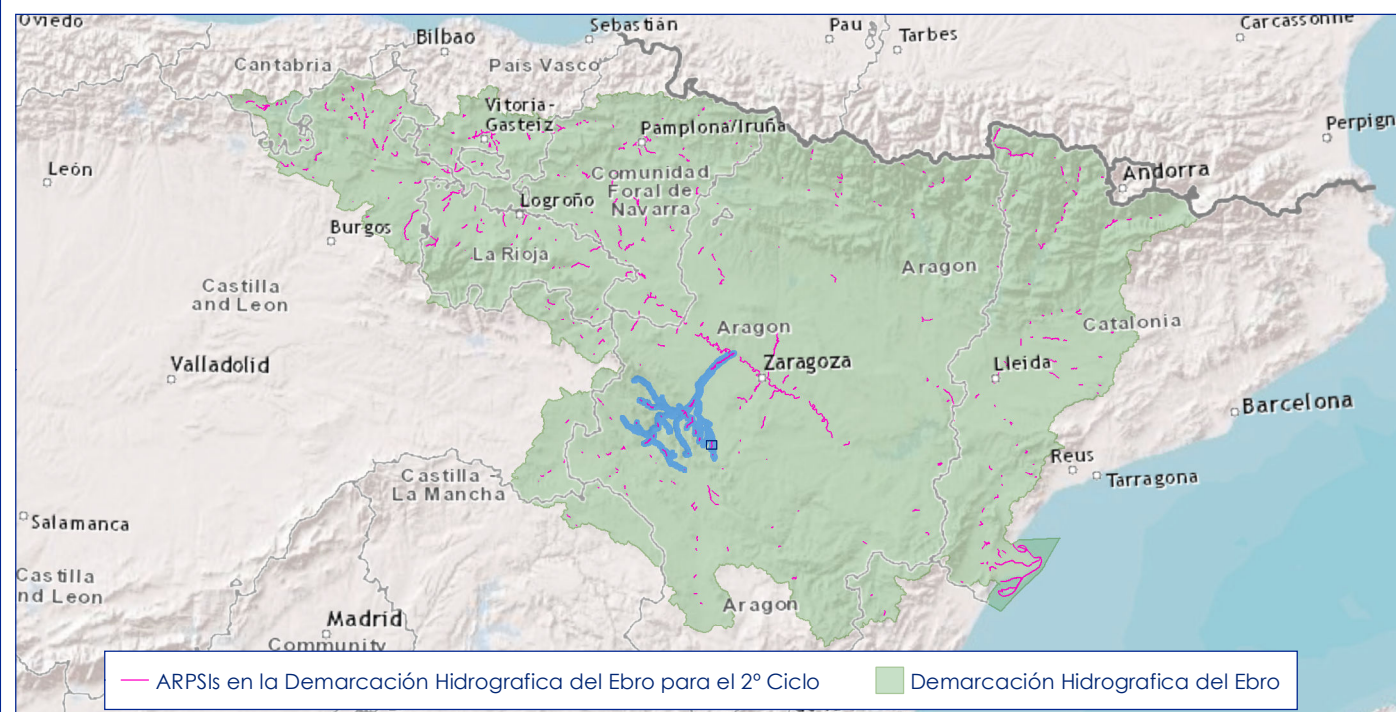 Oviedo
Sebastián
Pau
Carcassonne
Bilbao
Tarbes
Cantabria
País Vasco
Vitoria-
Gasteiz
Pamplona/Iruña
Perpign
León
Comunidad
Foral de
Navarra
Andorra
Logroño
Burgos
La Rioja
Aragon
Castilla
and Leon
Aragon
Catalonia
Valladolid
Zaragoza
Lleida
Barcelona
Reus
Castilla
La Mancha
Tarragona
Salamanca
Castilla
nd Leon
Aragon
Madrid
Community
ARPSIs en la Demarcación Hidrografica del Ebro para el 2º Ciclo
Demarcación Hidrografica del Ebro